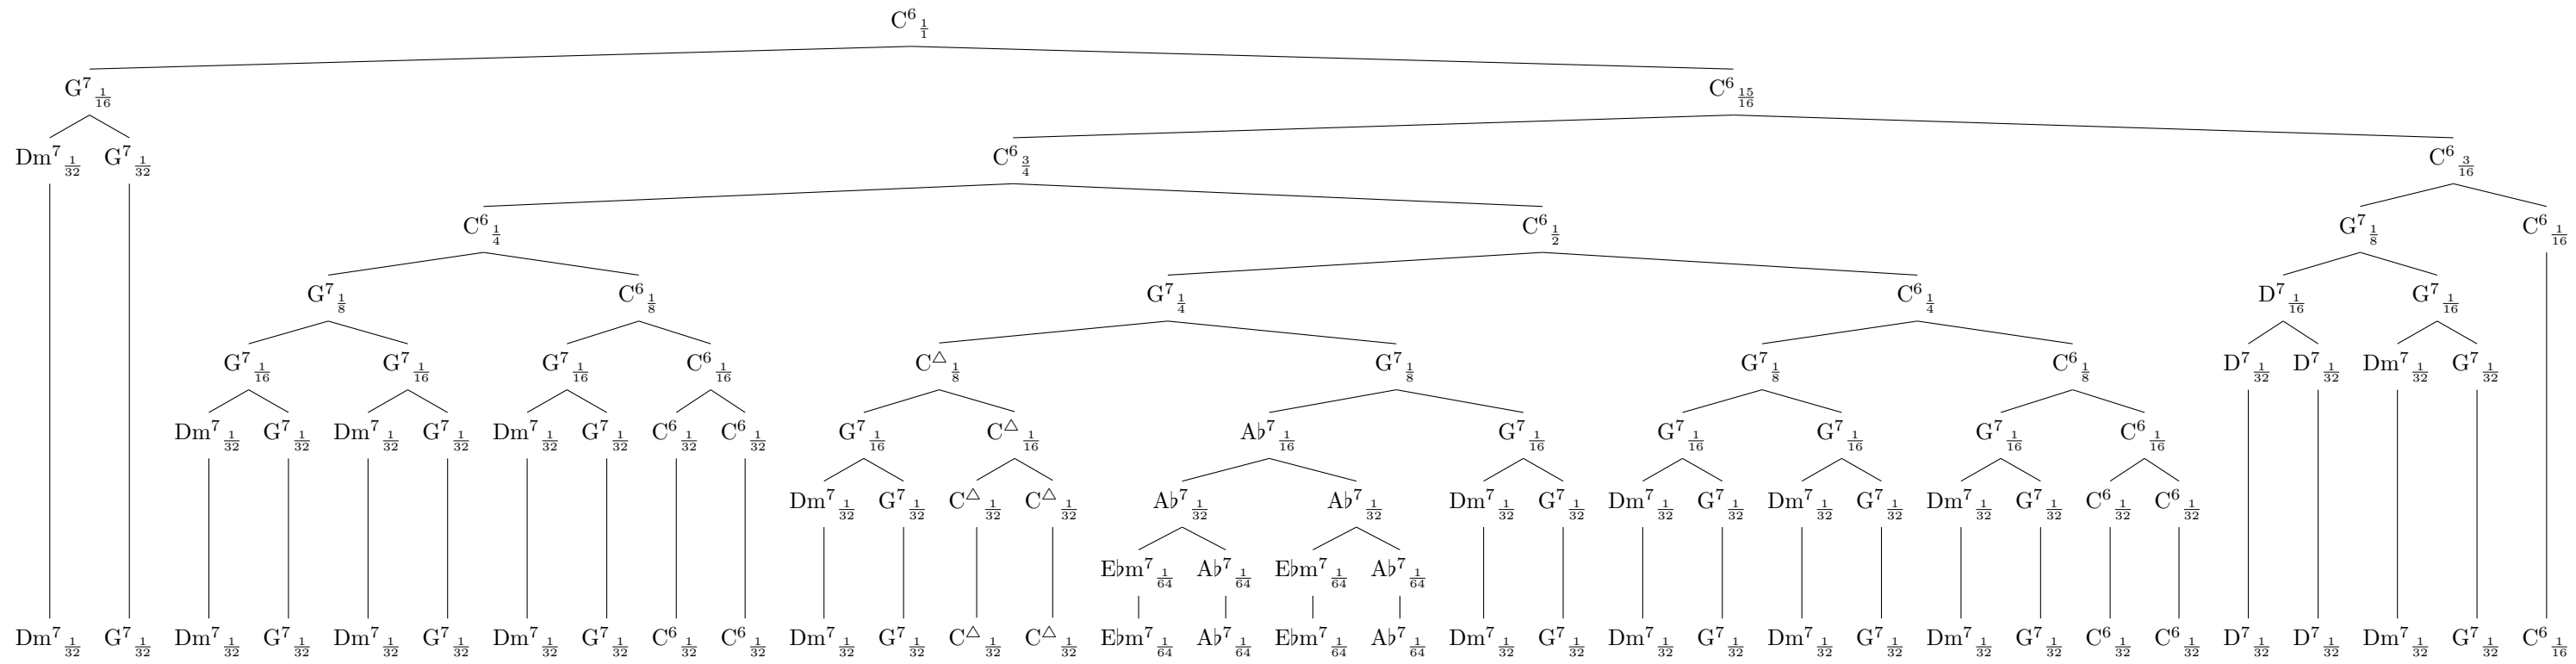 C⁶ 1/1
G⁷ 1/16 C⁶ 15/16
Dm⁷ 1/32 G⁷ 1/32 C⁶ 3/4 C⁶ 3/16
C⁶ 1/4 C⁶ 1/2 G⁷ 1/8 C⁶ 1/16
G⁷ 1/8 C⁶ 1/8 G⁷ 1/4 C⁶ 1/4 D⁷ 1/16 G⁷ 1/16
G⁷ 1/16 G⁷ 1/16 G⁷ 1/16 C⁶ 1/16 C△ 1/8 G⁷ 1/8 G⁷ 1/8 C⁶ 1/8 D⁷ 1/32 D⁷ 1/32 Dm⁷ 1/32 G⁷ 1/32
Dm⁷ 1/32 G⁷ 1/32 Dm⁷ 1/32 G⁷ 1/32 Dm⁷ 1/32 G⁷ 1/32 C⁶ 1/32 C⁶ 1/32 G⁷ 1/16 C△ 1/16 A♭⁷ 1/16 G⁷ 1/16 G⁷ 1/16 G⁷ 1/16 G⁷ 1/16 C⁶ 1/16
Dm⁷ 1/32 G⁷ 1/32 C△ 1/32 C△ 1/32 A♭⁷ 1/32 A♭⁷ 1/32 Dm⁷ 1/32 G⁷ 1/32 Dm⁷ 1/32 G⁷ 1/32 Dm⁷ 1/32 G⁷ 1/32 Dm⁷ 1/32 G⁷ 1/32 C⁶ 1/32 C⁶ 1/32
E♭m⁷ 1/64 A♭⁷ 1/64 E♭m⁷ 1/64 A♭⁷ 1/64
Dm⁷ 1/32 G⁷ 1/32 Dm⁷ 1/32 G⁷ 1/32 Dm⁷ 1/32 G⁷ 1/32 Dm⁷ 1/32 G⁷ 1/32 C⁶ 1/32 C⁶ 1/32 Dm⁷ 1/32 G⁷ 1/32 C△ 1/32 C△ 1/32 E♭m⁷ 1/64 A♭⁷ 1/64 E♭m⁷ 1/64 A♭⁷ 1/64 Dm⁷ 1/32 G⁷ 1/32 Dm⁷ 1/32 G⁷ 1/32 Dm⁷ 1/32 G⁷ 1/32 Dm⁷ 1/32 G⁷ 1/32 C⁶ 1/32 C⁶ 1/32 D⁷ 1/32 D⁷ 1/32 Dm⁷ 1/32 G⁷ 1/32 C⁶ 1/16